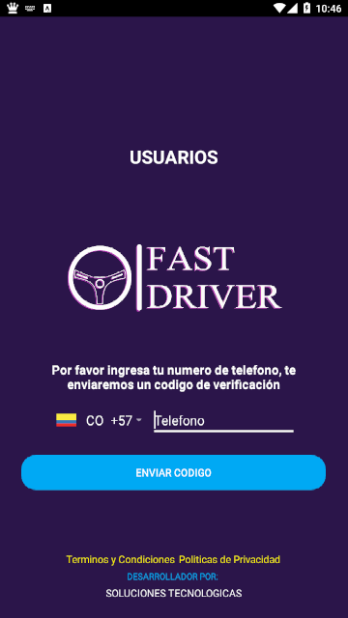 10:46
USUARIOS
FAST
DRIVER
Por favor ingresa tu numero de telefono, te
enviaremos un codigo de verificación
CO +57 Telefono
ENVIAR CODIGO
Terminos y Condiciones Politicas de Privacidad
DESARROLLADOR POR:
SOLUCIONES TECNOLOGICAS